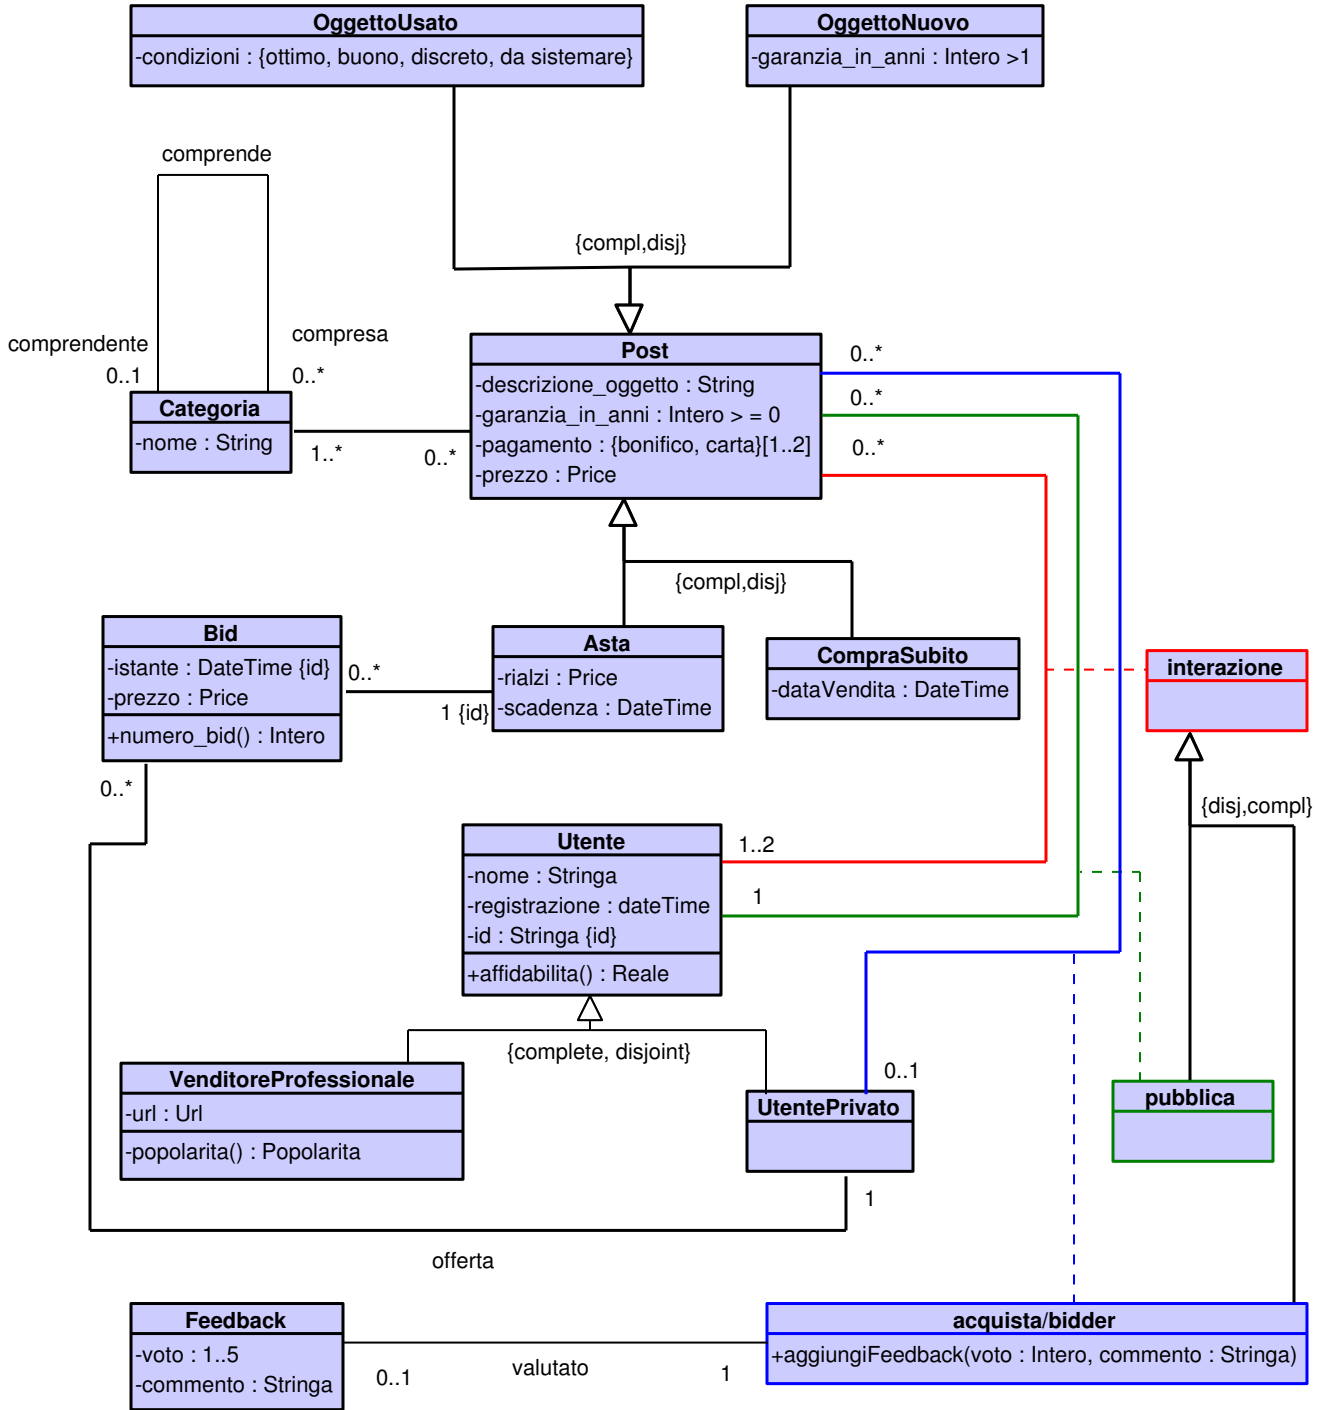 OggettoUsato
-condizioni : {ottimo, buono, discreto, da sistemare}
OggettoNuovo
-garanzia_in_anni : Intero >1
comprende
{compl,disj}
comprendente
0..1
compresa
0..*
Categoria
-nome : String
1..*
0..*
Post
-descrizione_oggetto : String
-garanzia_in_anni : Intero > = 0
-pagamento : {bonifico, carta}[1..2]
-prezzo : Price
0..*
0..*
0..*
{compl,disj}
Bid
-istante : DateTime {id}
-prezzo : Price
+numero_bid() : Intero
0..*
1 {id}
Asta
-rialzi : Price
-scadenza : DateTime
CompraSubito
-dataVendita : DateTime
interazione
0..*
{disj,compl}
Utente
-nome : Stringa
-registrazione : dateTime
-id : Stringa {id}
+affidabilita() : Reale
1..2
1
{complete, disjoint}
VenditoreProfessionale
-url : Url
-popolarita() : Popolarita
0..1
UtentePrivato
pubblica
1
offerta
Feedback
-voto : 1..5
-commento : Stringa
0..1
valutato
1
acquista/bidder
+aggiungiFeedback(voto : Intero, commento : Stringa)